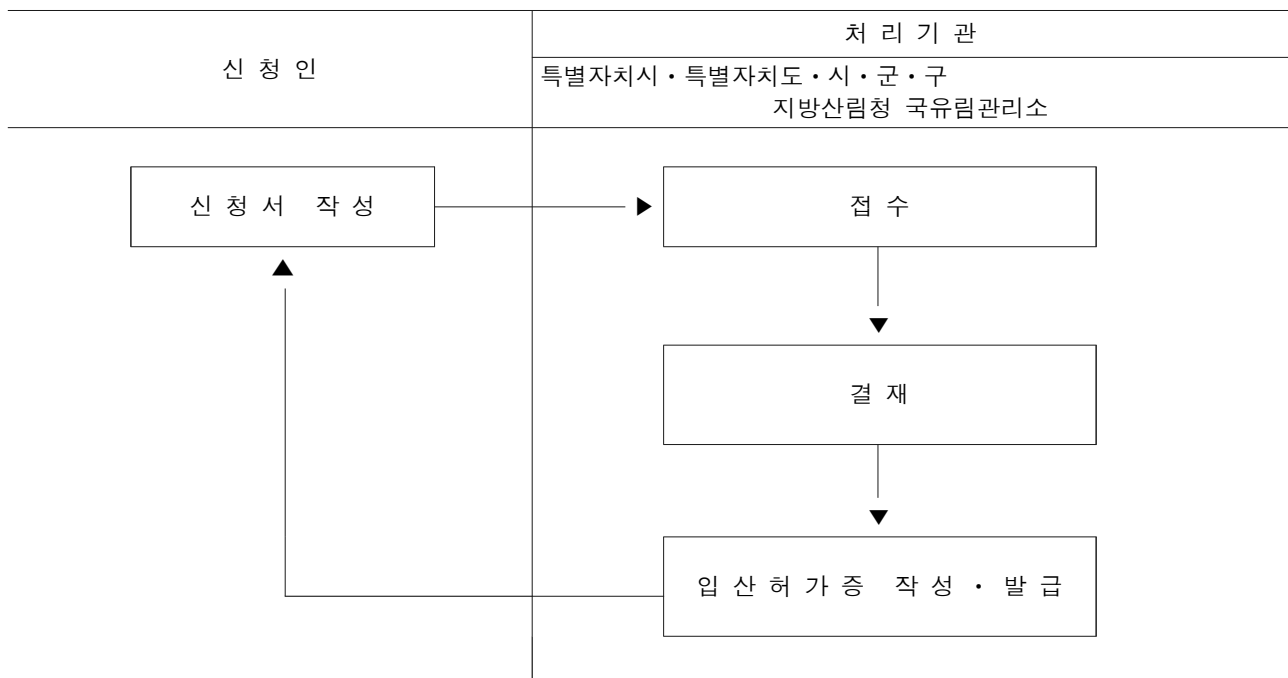 신 청 인
처 리 기 관
특별자치시 • 특별자치도 • 시 • 군 • 구
지방산림청 국유림관리소
신 청 서 작 성
접 수
결 재
입 산 허 가 증 작 성 • 발 급